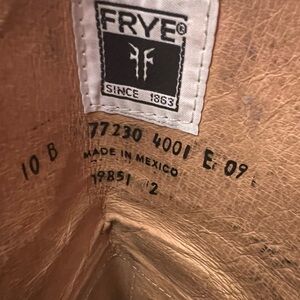 FRYE®
SINCE 1863
10 B 77230 4001 E 09
MADE IN MEXICO
19851 2